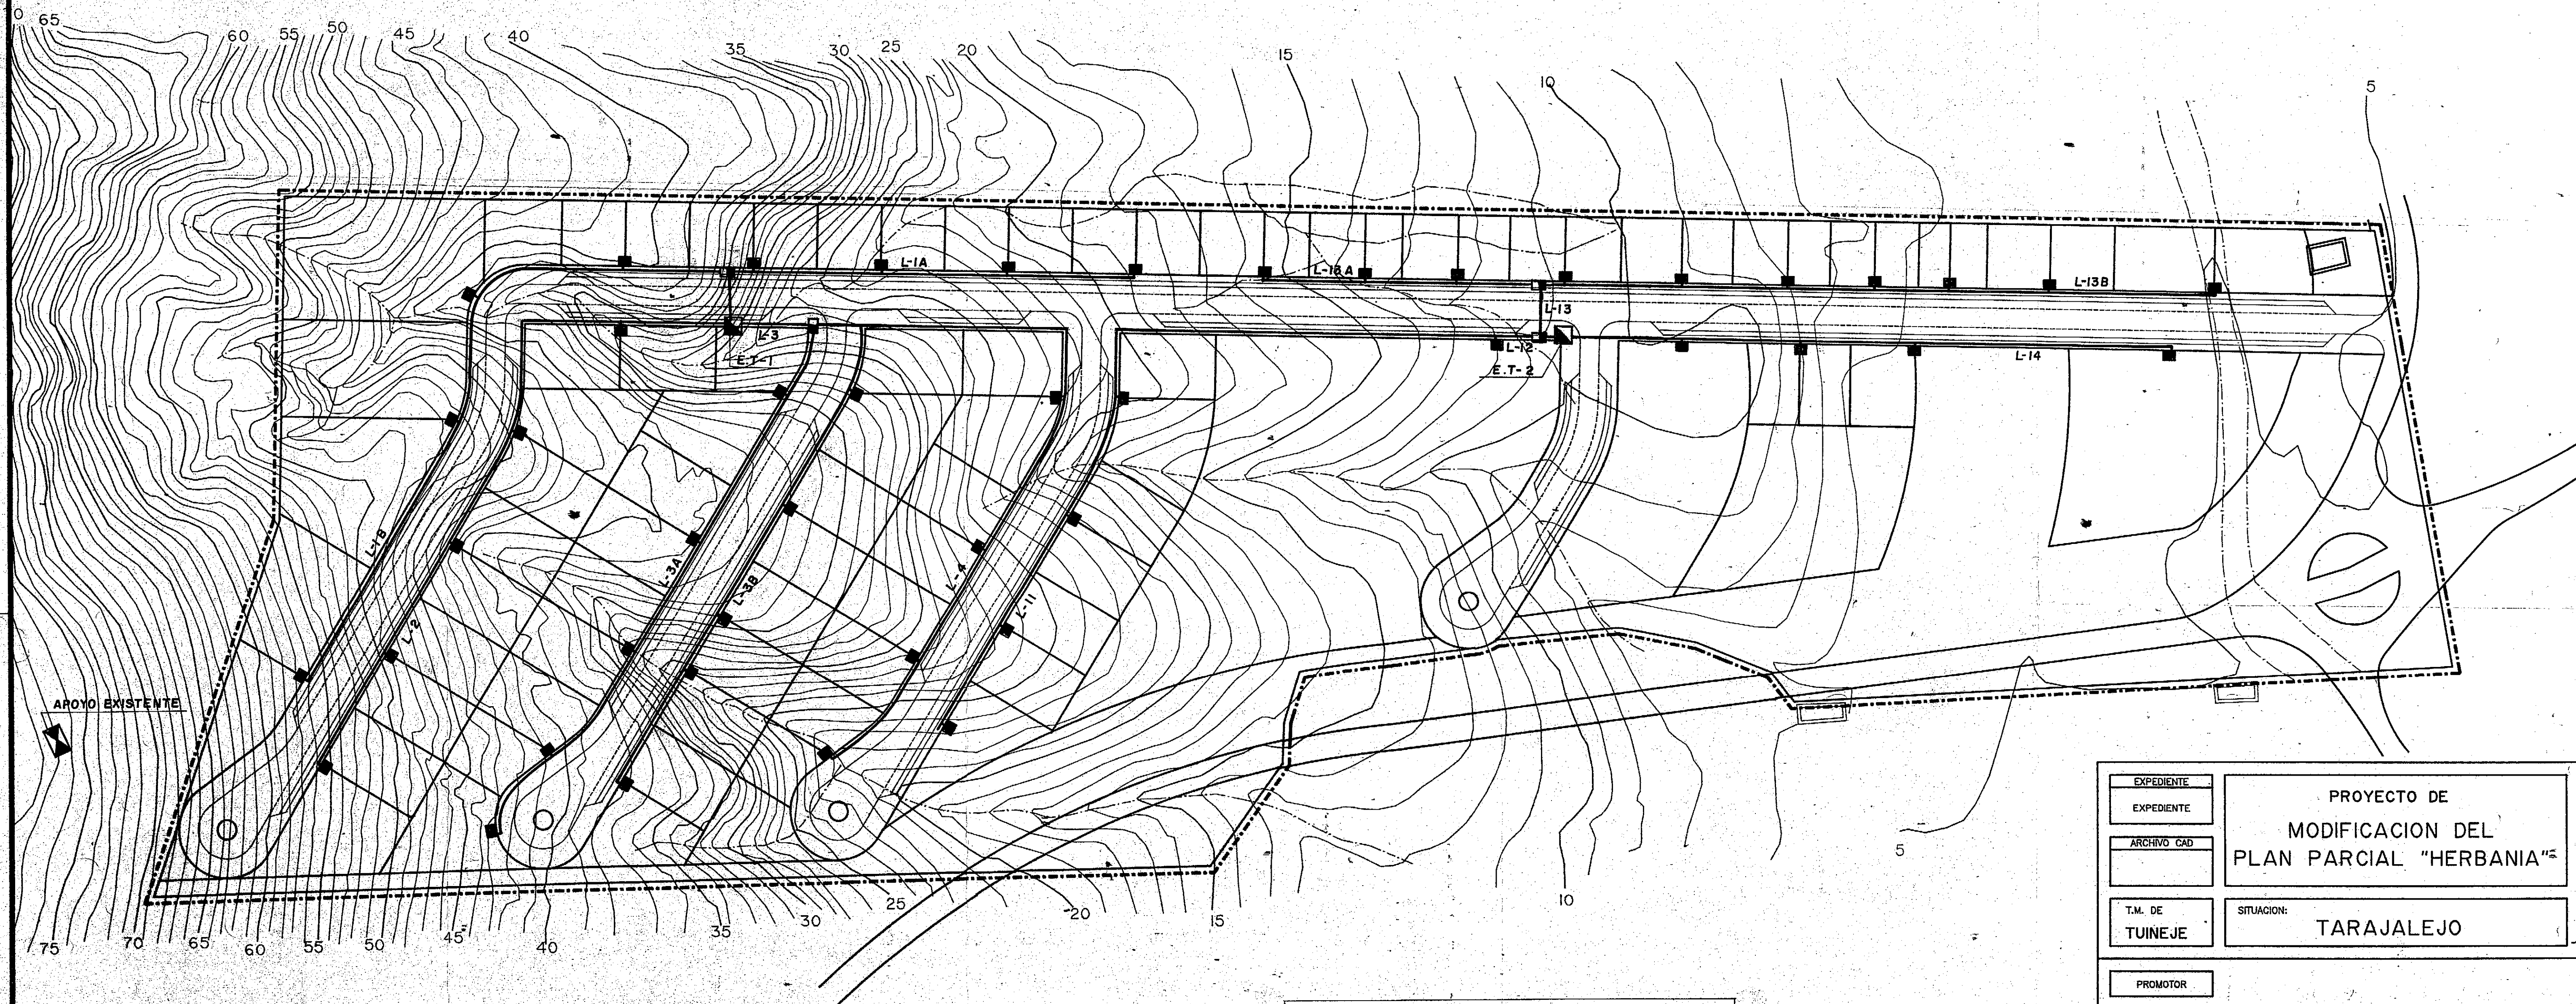 0
65
60
55
50
45
40
35
30
25
20
15
10
5
L-1A
L-13A
L-13B
L-3
L-13
E.T-1
L-12
E.T-2
L-14
L-1B
L-2
L-3A
L-3B
L-4
L-11
APOYO EXISTENTE
75
70
65
60
55
50
45
40
35
30
25
20
15
10
5
EXPEDIENTE
EXPEDIENTE
ARCHIVO CAD
T.M. DE
TUINEJE
PROYECTO DE
MODIFICACION DEL
PLAN PARCIAL "HERBANIA"
SITUACION:
TARAJALEJO
PROMOTOR